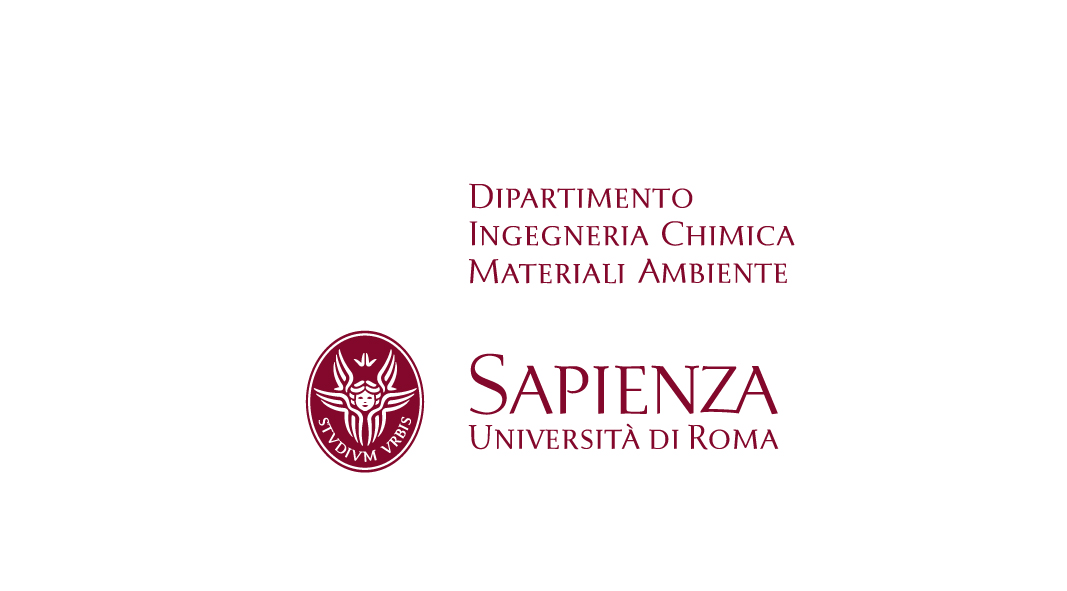 Dipartimento
Ingegneria Chimica
Materiali Ambiente
Sapienza
Università di Roma
STVDIVM VRBIS